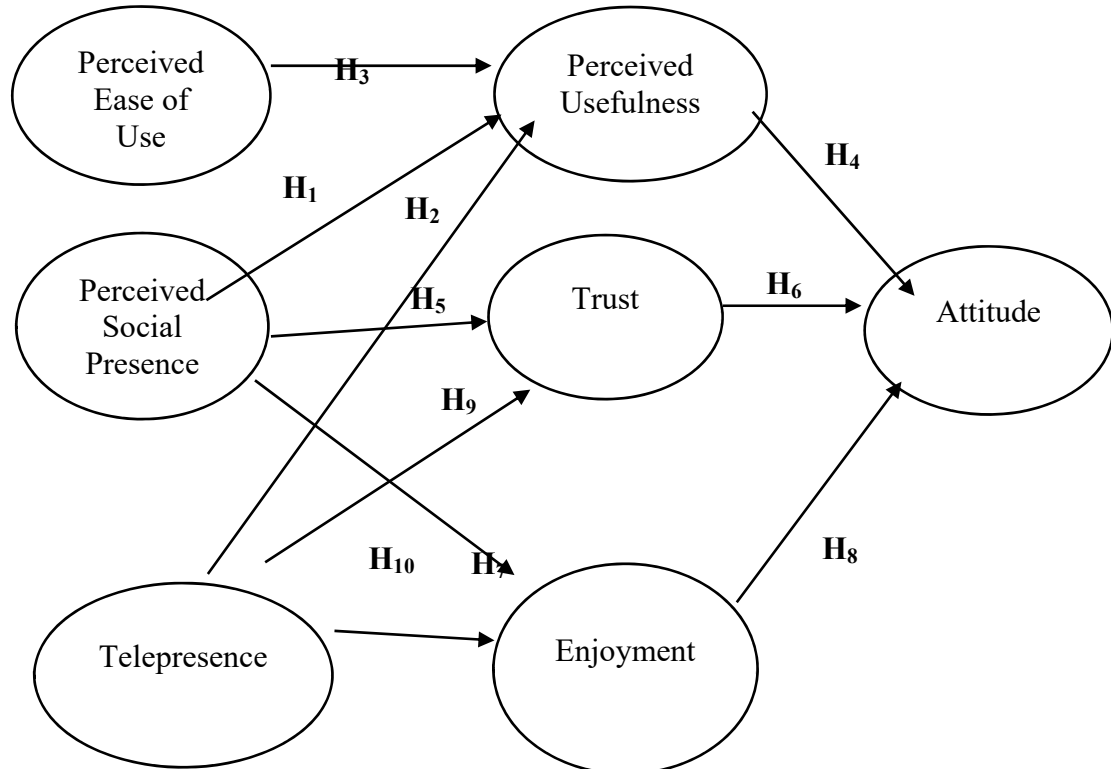 Perceived
Ease of
Use
H₃
Perceived
Usefulness
H₁
H₂
H₄
Perceived
Social
Presence
H₅
Trust
H₆
Attitude
H₉
H₁₀
H₇
H₈
Telepresence
Enjoyment